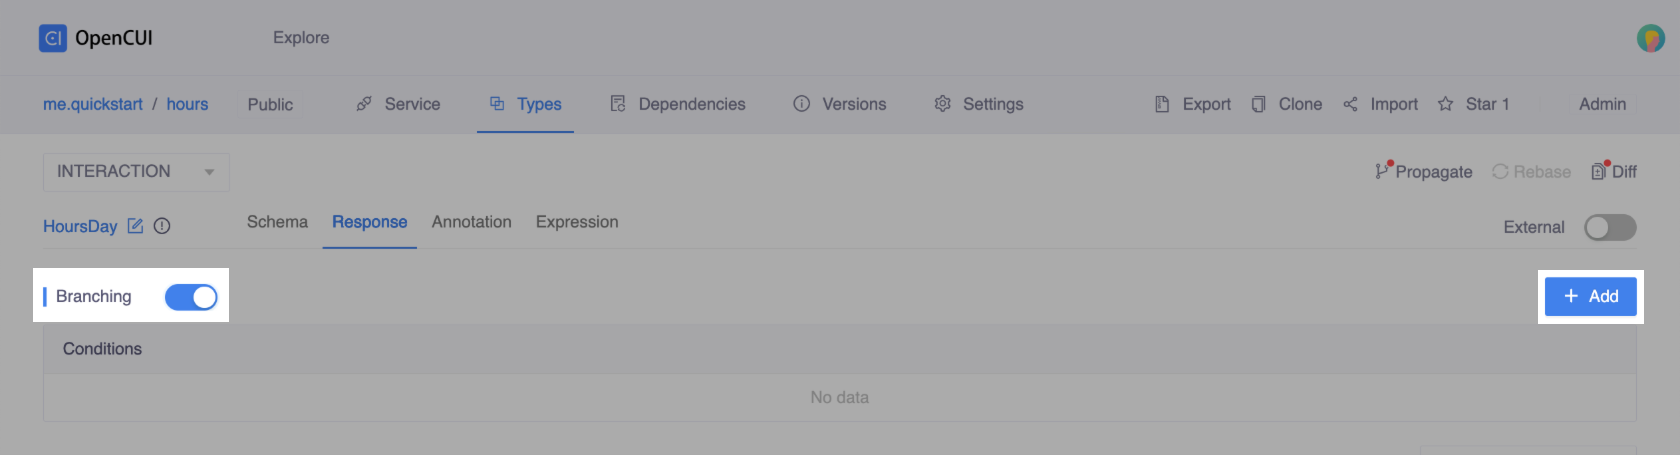 OpenCUI Explore
me.quickstart / hours Public Service Types Dependencies Versions Settings Export Clone Import Star 1 Admin
INTERACTION Propagate Rebase Diff
HoursDay Schema Response Annotation Expression External
Branching + Add
Conditions
No data